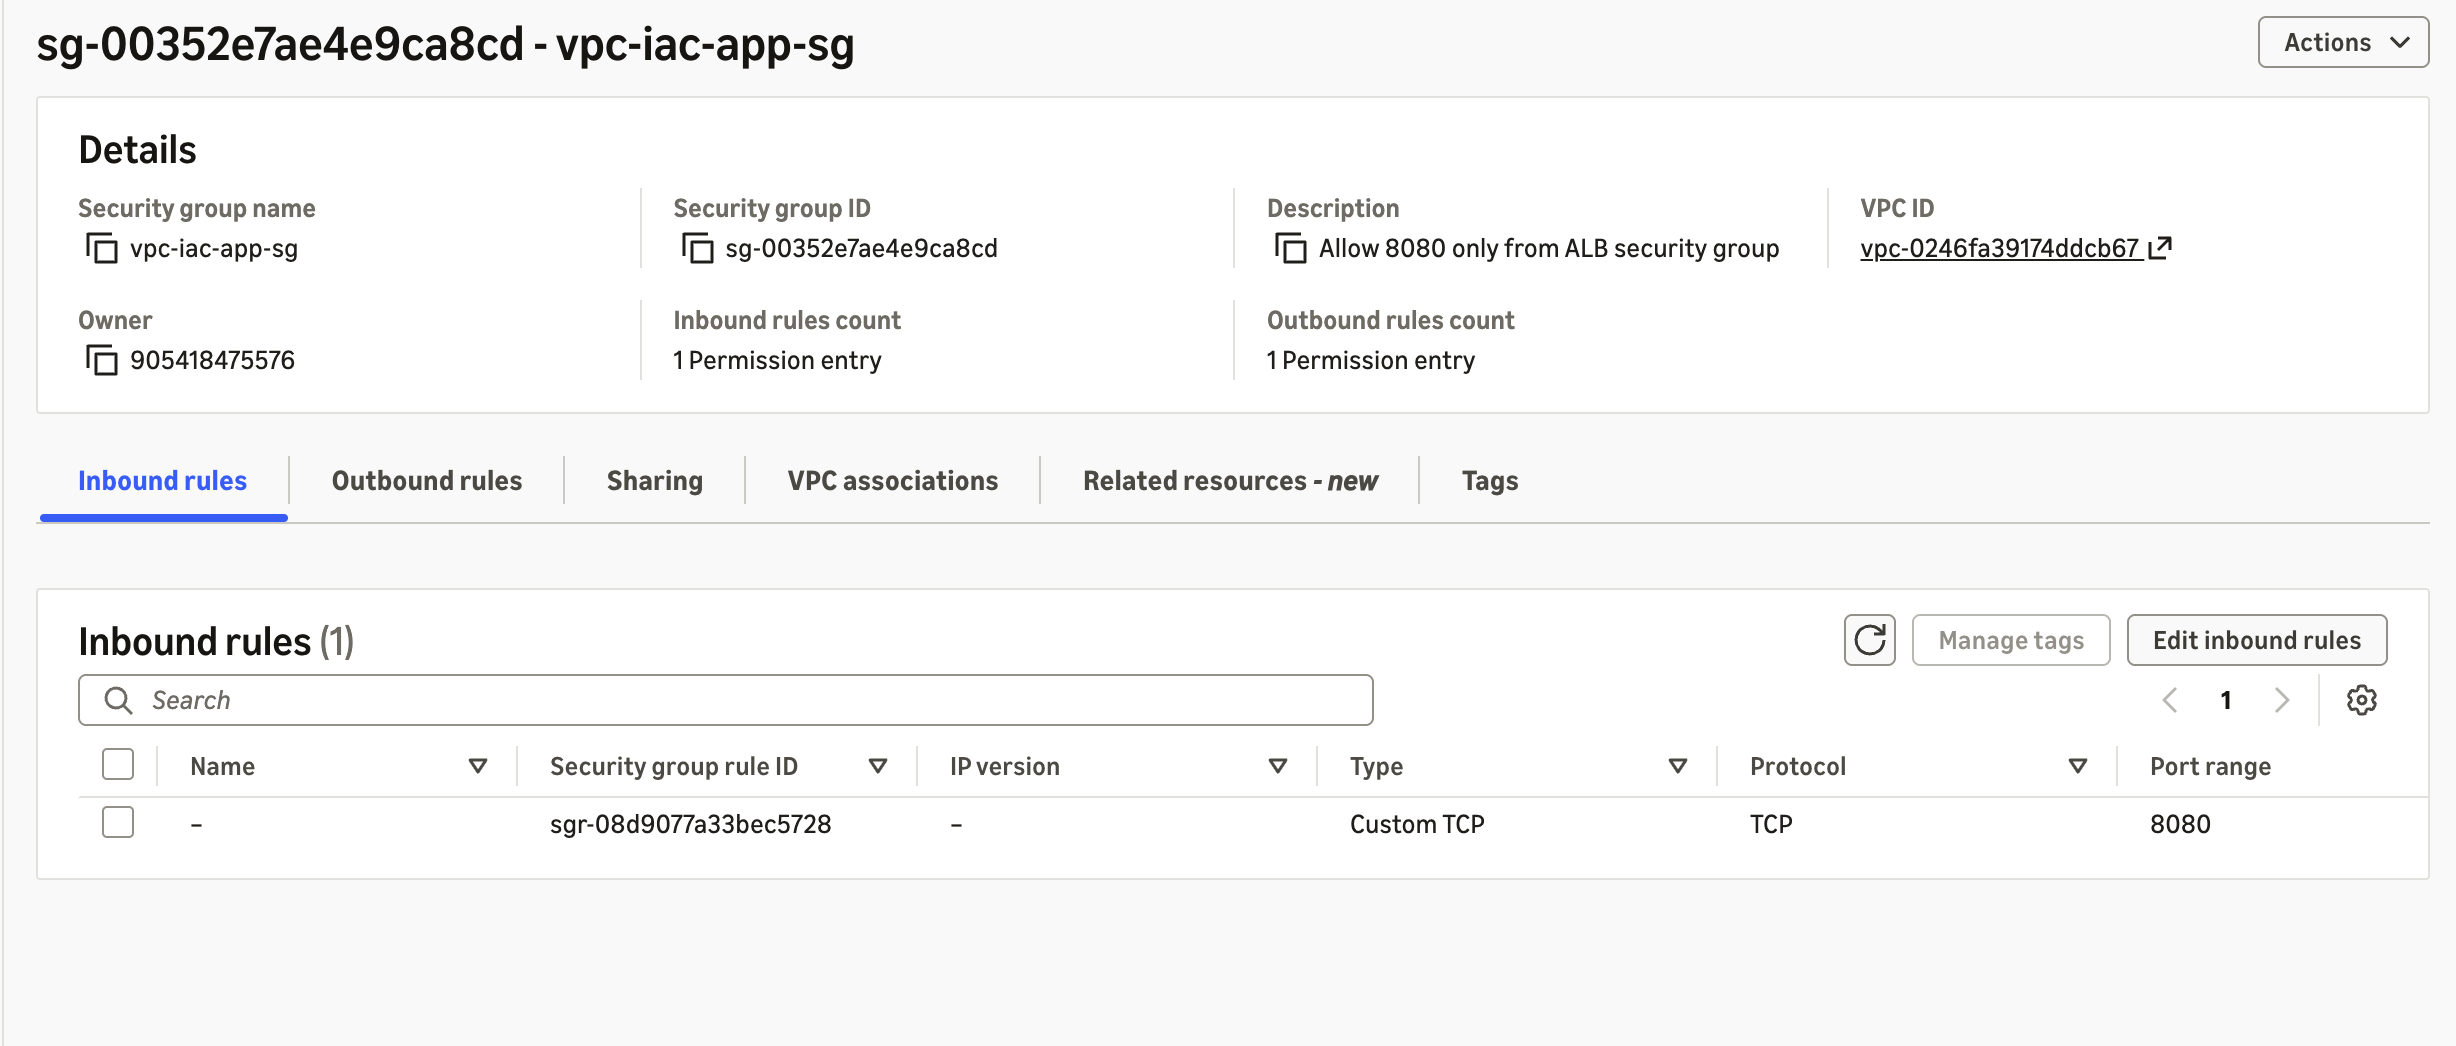 sg-00352e7ae4e9ca8cd - vpc-iac-app-sg
Actions
Details
Security group name
vpc-iac-app-sg
Security group ID
sg-00352e7ae4e9ca8cd
Description
Allow 8080 only from ALB security group
VPC ID
vpc-0246fa39174ddcb67
Owner
905418475576
Inbound rules count
1 Permission entry
Outbound rules count
1 Permission entry
Inbound rules
Outbound rules
Sharing
VPC associations
Related resources - new
Tags
Inbound rules (1)
Manage tags
Edit inbound rules
Search
1
Name
Security group rule ID
IP version
Type
Protocol
Port range
–
sgr-08d9077a33bec5728
–
Custom TCP
TCP
8080